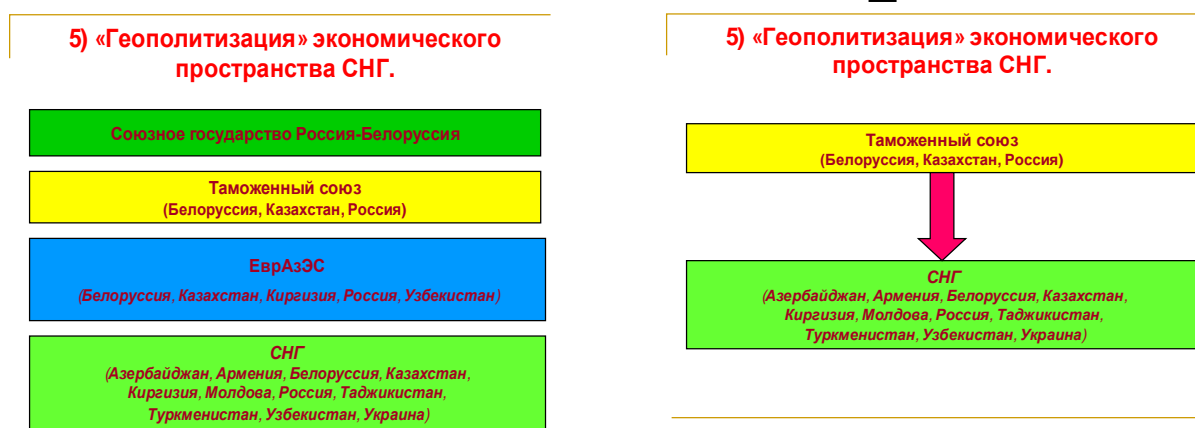 5) «Геополитизация» экономического
пространства СНГ.
Союзное государство Россия-Белоруссия
Таможенный союз
(Белоруссия, Казахстан, Россия)
ЕврАзЭС
(Белоруссия, Казахстан, Киргизия, Россия, Узбекистан)
СНГ
(Азербайджан, Армения, Белоруссия, Казахстан,
Киргизия, Молдова, Россия, Таджикистан,
Туркменистан, Узбекистан, Украина)
5) «Геополитизация» экономического
пространства СНГ.
Таможенный союз
(Белоруссия, Казахстан, Россия)
СНГ
(Азербайджан, Армения, Белоруссия, Казахстан,
Киргизия, Молдова, Россия, Таджикистан,
Туркменистан, Узбекистан, Украина)